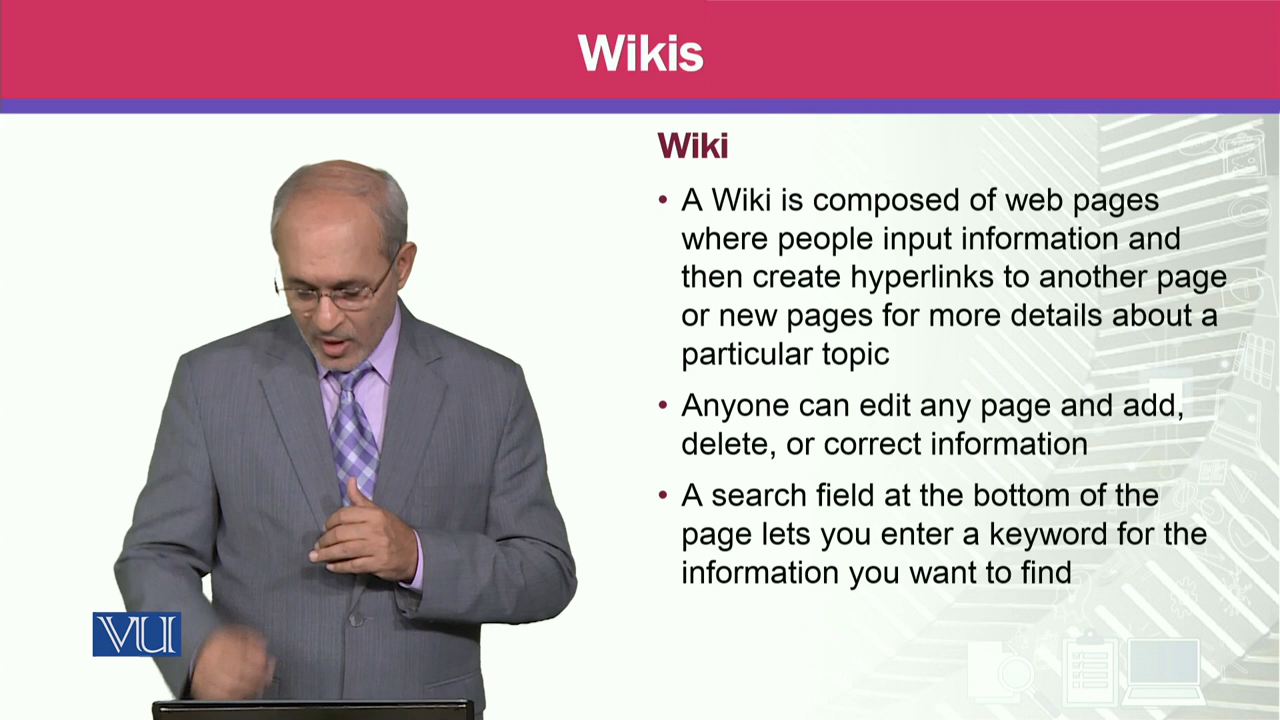 Wikis
Wiki
• A Wiki is composed of web pages
where people input information and
then create hyperlinks to another page
or new pages for more details about a
particular topic
• Anyone can edit any page and add,
delete, or correct information
• A search field at the bottom of the
page lets you enter a keyword for the
information you want to find
VU